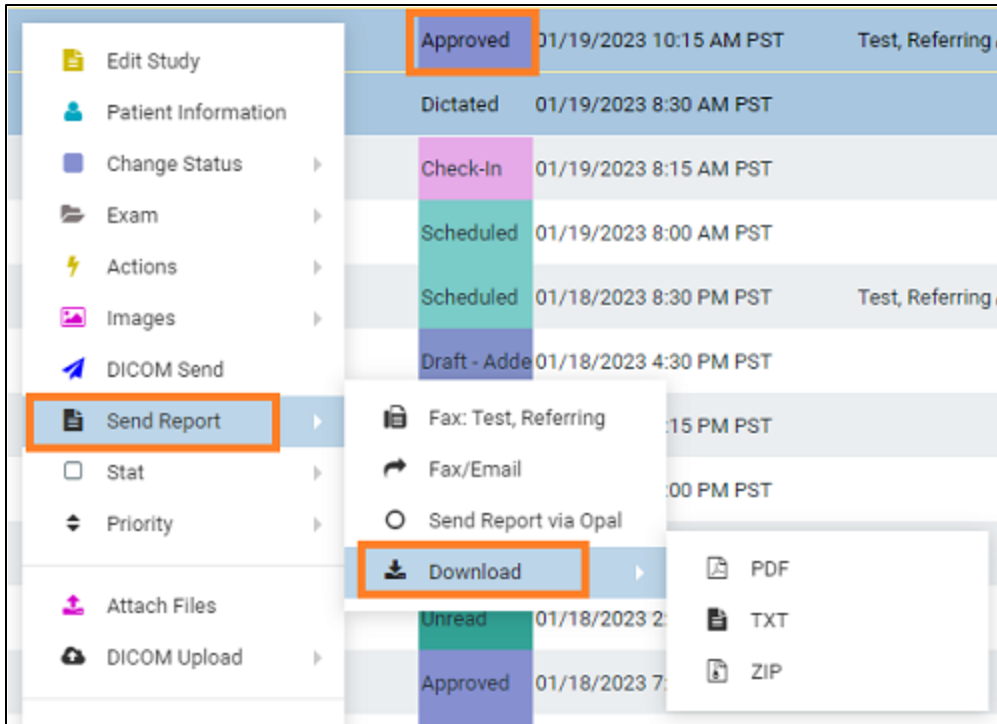 Approved 01/19/2023 10:15 AM PST Test, Referring
Edit Study
Patient Information
Dictated 01/19/2023 8:30 AM PST
Change Status
Check-In 01/19/2023 8:15 AM PST
Exam
Scheduled 01/19/2023 8:00 AM PST
Actions
Scheduled 01/18/2023 8:30 PM PST Test, Referring
Images
DICOM Send
Draft - Adde 01/18/2023 4:30 PM PST
Send Report
Fax: Test, Referring
:15 PM PST
Stat
Fax/Email
:00 PM PST
Priority
Send Report via Opal
Download
PDF
Attach Files
Unread 01/18/2023 2:
TXT
DICOM Upload
ZIP
Approved 01/18/2023 7: